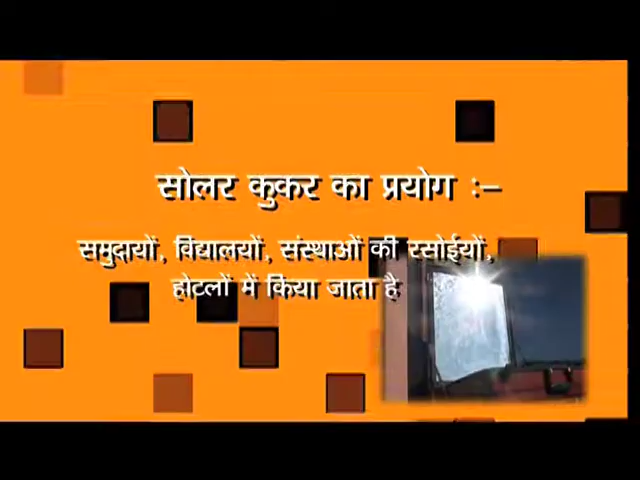 सोलर कुकर का प्रयोग :–
समुदायों, विद्यालयों, संस्थाओं की रसोईयों,
होटलों में किया जाता है